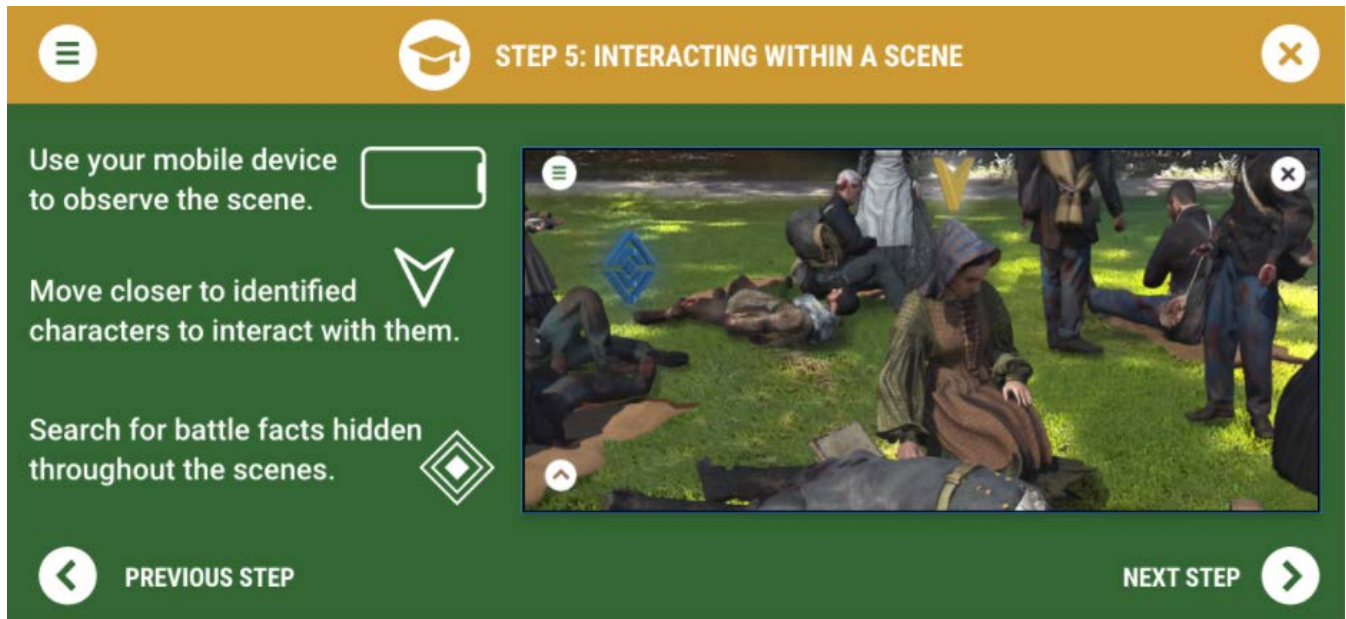 STEP 5: INTERACTING WITHIN A SCENE
Use your mobile device
to observe the scene.
Move closer to identified
characters to interact with them.
Search for battle facts hidden
throughout the scenes.
PREVIOUS STEP
NEXT STEP